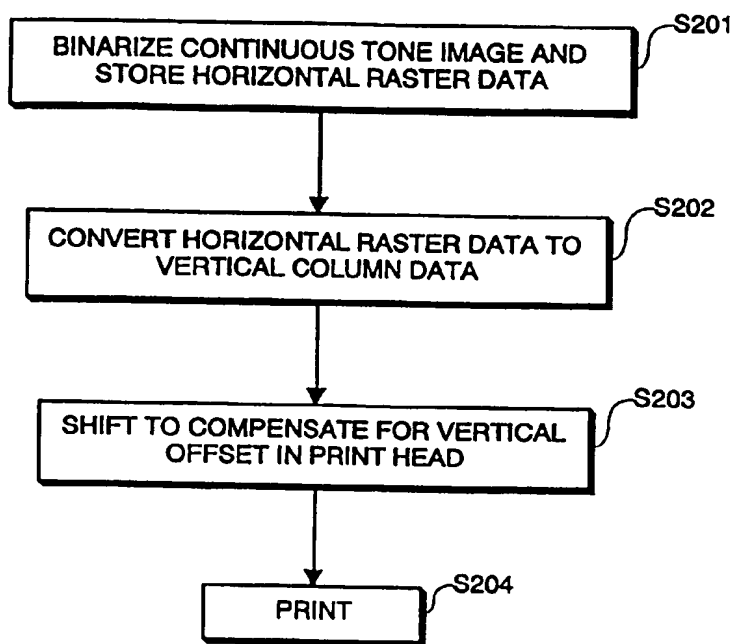 S201
BINARIZE CONTINUOUS TONE IMAGE AND
STORE HORIZONTAL RASTER DATA
S202
CONVERT HORIZONTAL RASTER DATA TO
VERTICAL COLUMN DATA
S203
SHIFT TO COMPENSATE FOR VERTICAL
OFFSET IN PRINT HEAD
S204
PRINT